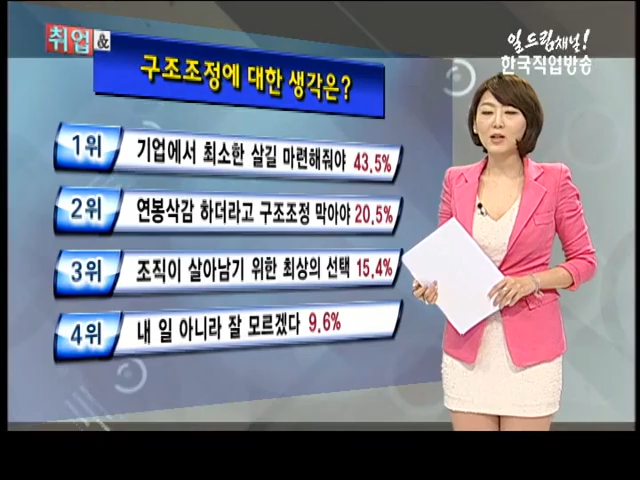 취업 &
일 드림 채널!
한국직업방송
구조조정에 대한 생각은?
1위 기업에서 최소한 살길 마련해줘야 43.5%
2위 연봉삭감 하더라고 구조조정 막아야 20.5%
3위 조직이 살아남기 위한 최상의 선택 15.4%
4위 내 일 아니라 잘 모르겠다 9.6%